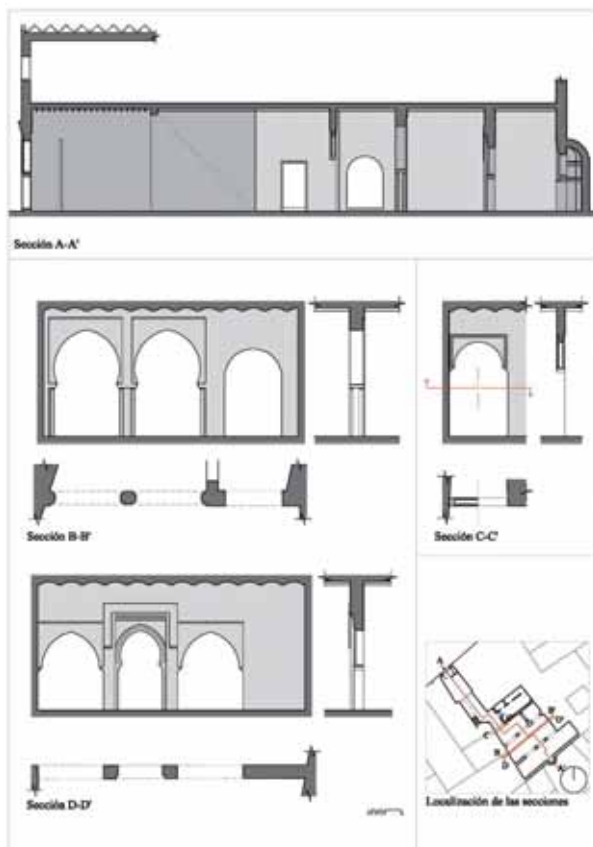 Sección A-A'
Sección B-B'
Sección C-C'
Sección D-D'
Localización de las secciones